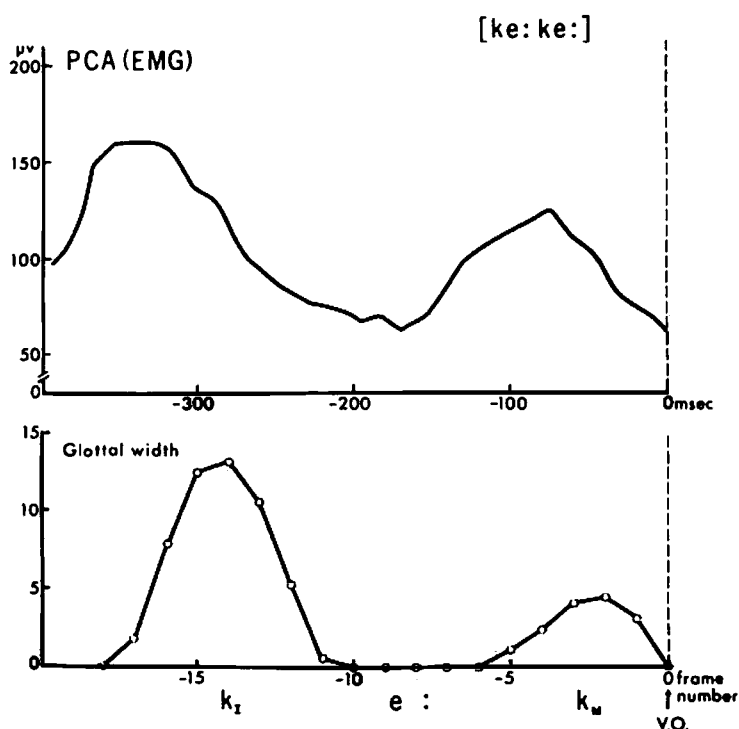 [ke: ke:]
μv
200
PCA (EMG)
150
100
50
0
-300
-200
-100
0msec
15
Glottal width
10
5
0
-15
-10
-5
0 frame
number
kI
e :
kM
V.O.